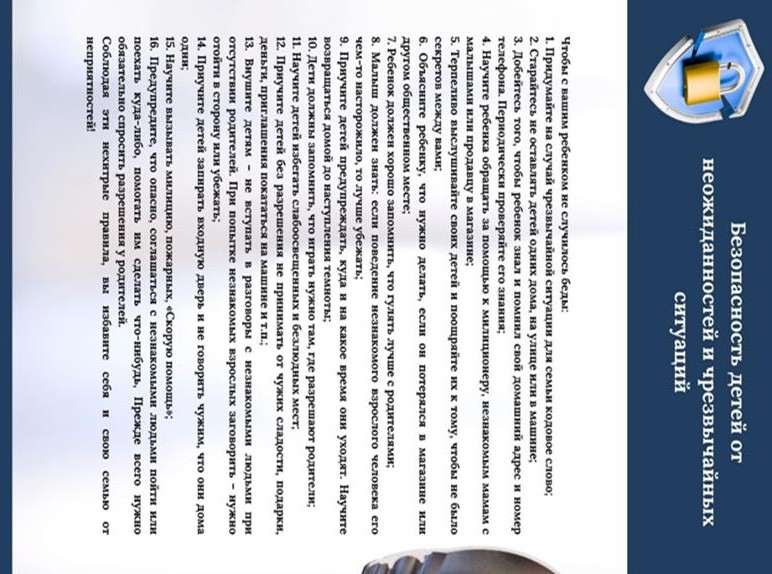 Безопасность детей от
неожиданностей и чрезвычайных
ситуаций
Чтобы с вашим ребенком не случилось беды:
1. Придумайте на случай чрезвычайной ситуации для семьи кодовое слово;
2. Старайтесь не оставлять детей одних дома, на улице или в машине;
3. Добейтесь того, чтобы ребенок знал и помнил свой домашний адрес и номер
телефона. Периодически проверяйте его знания;
4. Научите ребенка обращать за помощью к милиционеру, незнакомым мамам с
малышами или продавцу в магазине;
5. Терпеливо выслушивайте своих детей и поощряйте их к тому, чтобы не было
секретов между вами;
6. Объясните ребенку, что нужно делать, если он потерялся в магазине или
другом общественном месте;
7. Ребенок должен хорошо запомнить, что гулять лучше с родителями;
8. Малыш должен знать: если поведение незнакомого взрослого человека его
чем-то насторожило, то лучше убежать;
9. Приучите детей предупреждать, куда и на какое время они уходят. Научите
возвращаться домой до наступления темноты;
10. Дети должны запомнить, что играть нужно там, где разрешают родители;
11. Научите детей избегать слабоосвещенных и безлюдных мест;
12. Приучите детей без разрешения не принимать от чужих сладости, подарки,
деньги, приглашения покататься на машине и т.п.;
13. Внушите детям – не вступать в разговоры с незнакомыми людьми при
отсутствии родителей. При попытке незнакомых взрослых заговорить – нужно
отойти в сторону или убежать;
14. Приучите детей запирать входную дверь и не говорить чужим, что они дома
одни;
15. Научите вызывать милицию, пожарных, «Скорую помощь»;
16. Предупредите, что опасно, соглашаться с незнакомыми людьми пойти или
поехать куда-либо, помогать им сделать что-нибудь, Прежде всего нужно
обязательно спросить разрешения у родителей.
Соблюдая эти нехитрые правила, вы избавите себя и свою семью от
неприятностей!